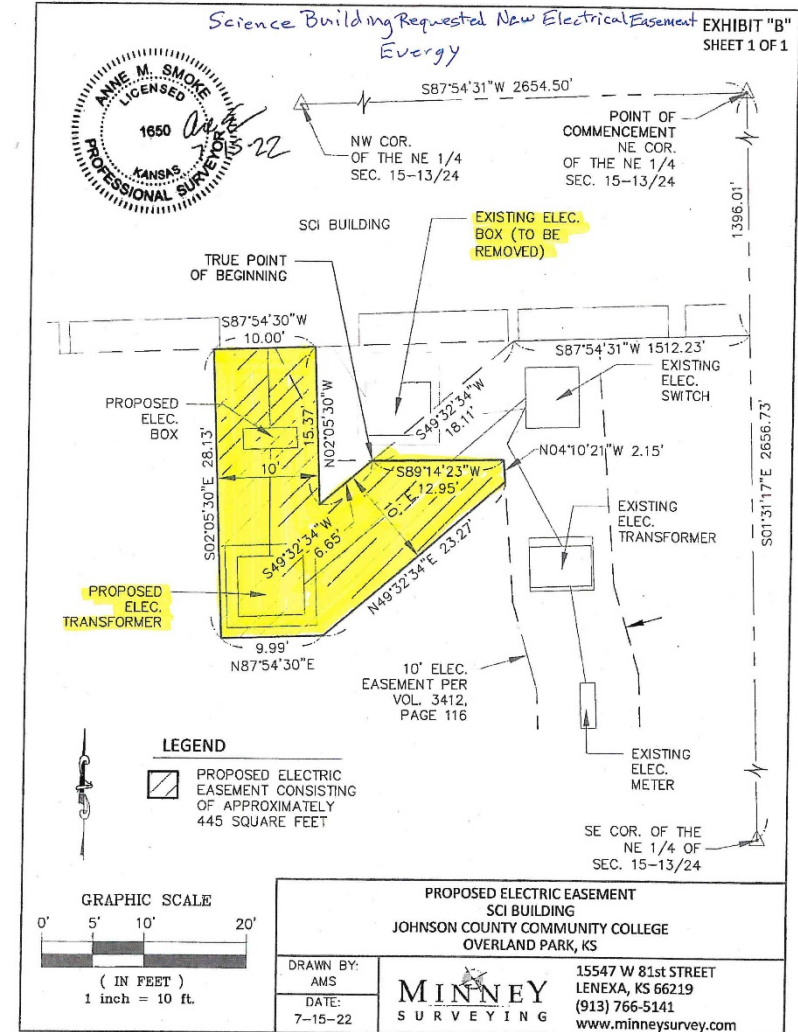 Science Building Requested New Electrical Easement
Evergy
EXHIBIT "B"
SHEET 1 OF 1
ANNE M. SMOKE
LICENSED
1650
KANSAS
PROFESSIONAL SURVEYOR
7-15-22
S87°54'31"W 2654.50'
NW COR.
OF THE NE 1/4
SEC. 15-13/24
POINT OF
COMMENCEMENT
NE COR.
OF THE NE 1/4
SEC. 15-13/24
1396.01'
SCI BUILDING
EXISTING ELEC.
BOX (TO BE
REMOVED)
TRUE POINT
OF BEGINNING
S87°54'30"W
10.00'
S87°54'31"W 1512.23'
EXISTING
ELEC.
SWITCH
PROPOSED
ELEC.
BOX
15.37'
N02°05'30"W
S49°32'34"W
18.11'
N04°10'21"W 2.15'
S89°14'23"W
12.95'
10'
S02°05'30"E 28.13'
S49°32'34"W
6.65'
N49°32'34"E 23.27'
S01°31'17"E 2656.73'
EXISTING
ELEC.
TRANSFORMER
PROPOSED
ELEC.
TRANSFORMER
9.99'
N87°54'30"E
10' ELEC.
EASEMENT PER
VOL. 3412,
PAGE 116
EXISTING
ELEC.
METER
LEGEND
PROPOSED ELECTRIC
EASEMENT CONSISTING
OF APPROXIMATELY
445 SQUARE FEET
SE COR. OF THE
NE 1/4 OF
SEC. 15-13/24
GRAPHIC SCALE
0' 5' 10' 20'
( IN FEET )
1 inch = 10 ft.
PROPOSED ELECTRIC EASEMENT
SCI BUILDING
JOHNSON COUNTY COMMUNITY COLLEGE
OVERLAND PARK, KS
DRAWN BY:
AMS
DATE:
7-15-22
MINNEY
SURVEYING
15547 W 81st STREET
LENEXA, KS 66219
(913) 766-5141
www.minneysurvey.com